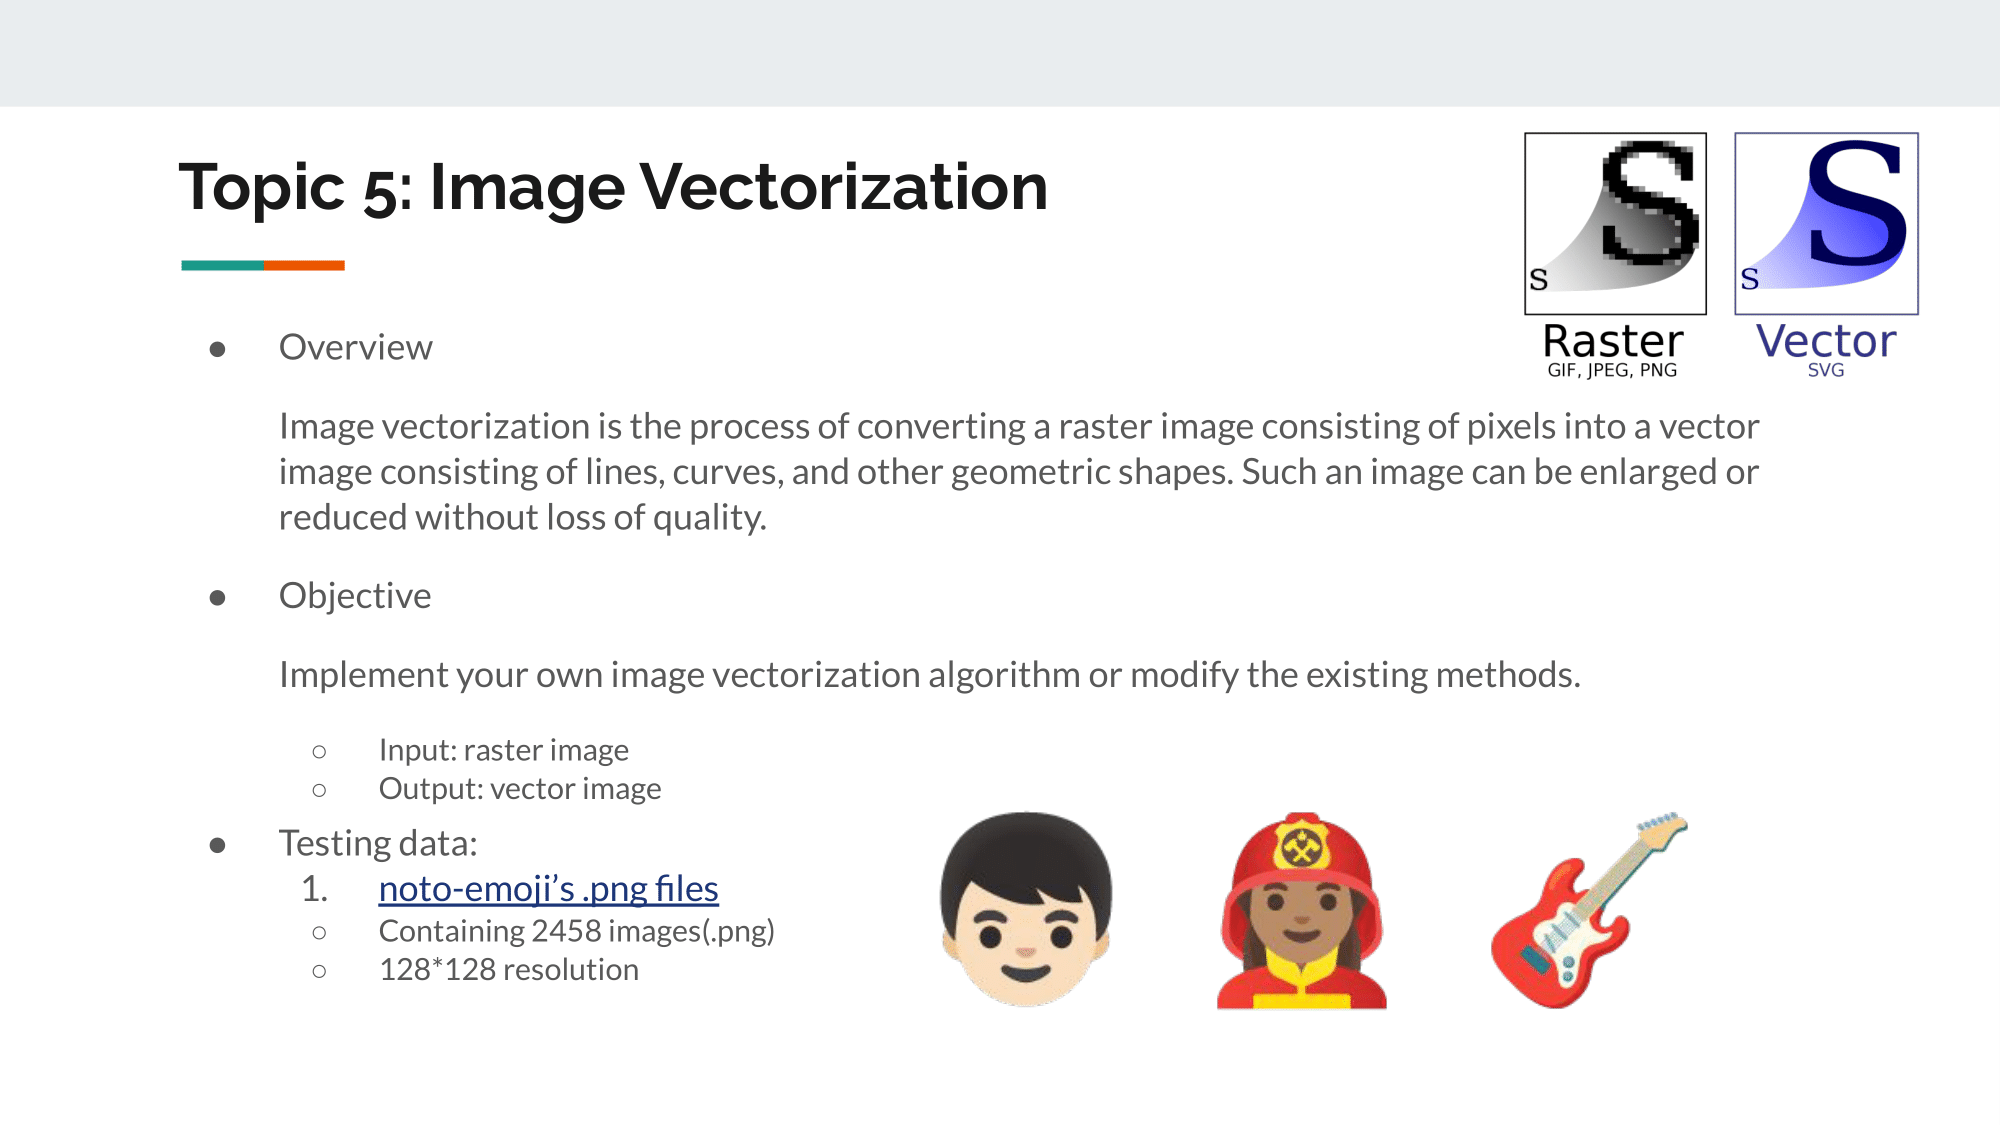 Topic 5: Image Vectorization
S
S
S
S
Raster
GIF, JPEG, PNG
Vector
SVG
● Overview
Image vectorization is the process of converting a raster image consisting of pixels into a vector
image consisting of lines, curves, and other geometric shapes. Such an image can be enlarged or
reduced without loss of quality.
● Objective
Implement your own image vectorization algorithm or modify the existing methods.
○ Input: raster image
○ Output: vector image
● Testing data:
1. noto-emoji’s .png files
○ Containing 2458 images(.png)
○ 128*128 resolution